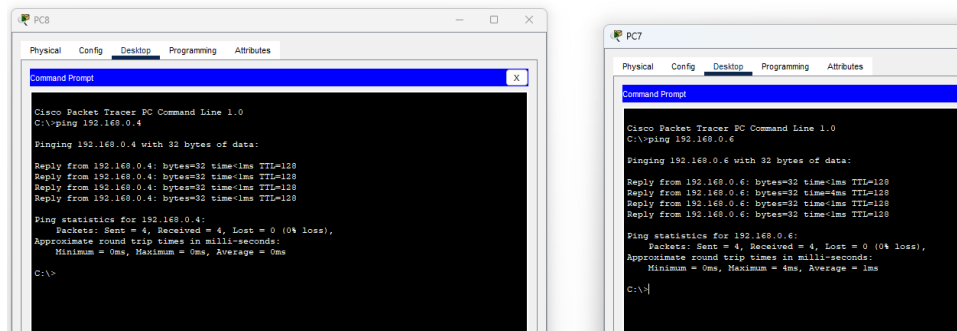 PC8
Physical Config Desktop Programming Attributes
Command Prompt
X
Cisco Packet Tracer PC Command Line 1.0
C:\>ping 192.168.0.4
Pinging 192.168.0.4 with 32 bytes of data:
Reply from 192.168.0.4: bytes=32 time<1ms TTL=128
Reply from 192.168.0.4: bytes=32 time<1ms TTL=128
Reply from 192.168.0.4: bytes=32 time<1ms TTL=128
Reply from 192.168.0.4: bytes=32 time<1ms TTL=128
Ping statistics for 192.168.0.4:
Packets: Sent = 4, Received = 4, Lost = 0 (0% loss),
Approximate round trip times in milli-seconds:
Minimum = 0ms, Maximum = 0ms, Average = 0ms
C:\>
PC7
Physical Config Desktop Programming Attributes
Command Prompt
Cisco Packet Tracer PC Command Line 1.0
C:\>ping 192.168.0.6
Pinging 192.168.0.6 with 32 bytes of data:
Reply from 192.168.0.6: bytes=32 time<1ms TTL=128
Reply from 192.168.0.6: bytes=32 time=4ms TTL=128
Reply from 192.168.0.6: bytes=32 time<1ms TTL=128
Reply from 192.168.0.6: bytes=32 time<1ms TTL=128
Ping statistics for 192.168.0.6:
Packets: Sent = 4, Received = 4, Lost = 0 (0% loss),
Approximate round trip times in milli-seconds:
Minimum = 0ms, Maximum = 4ms, Average = 1ms
C:\>